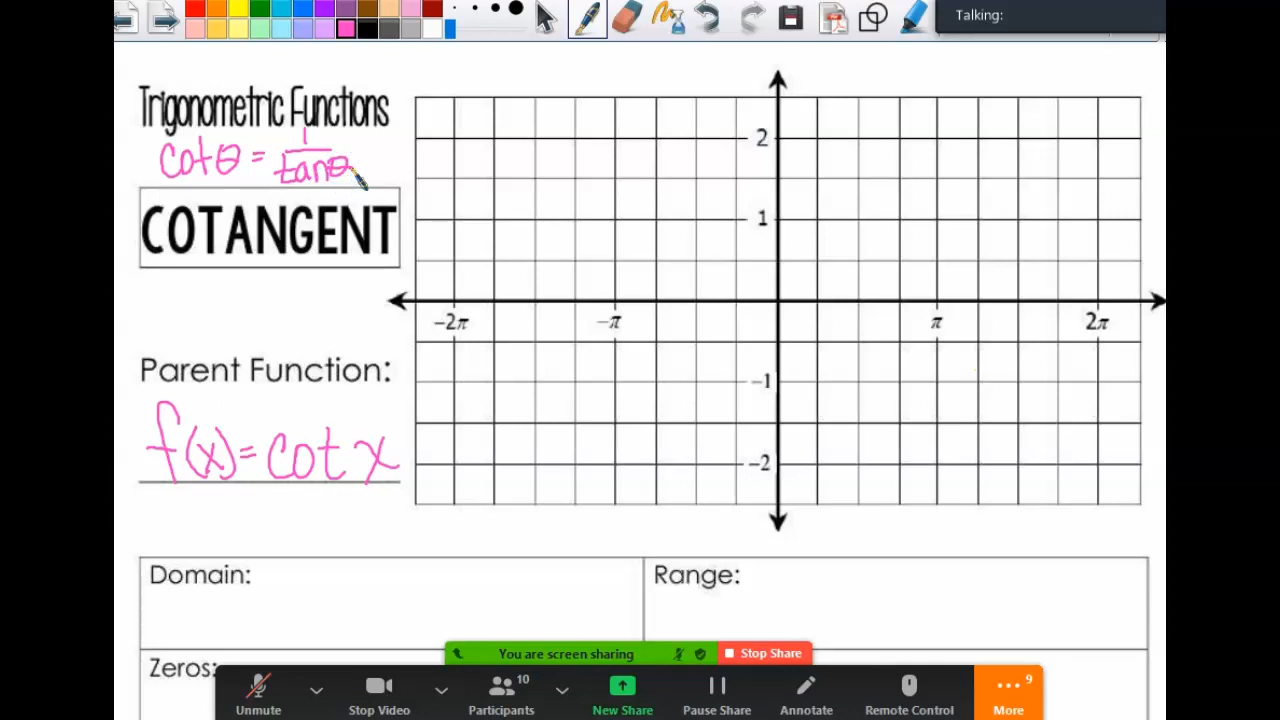 Talking:
Trigonometric Functions
cotθ = 1/tanθ
COTANGENT
2
1
-2π -π π 2π
-1
-2
Parent Function:
f(x) = cot x
Domain: Range:
Zeros:
You are screen sharing Stop Share
10 9
Unmute Stop Video Participants New Share Pause Share Annotate Remote Control More